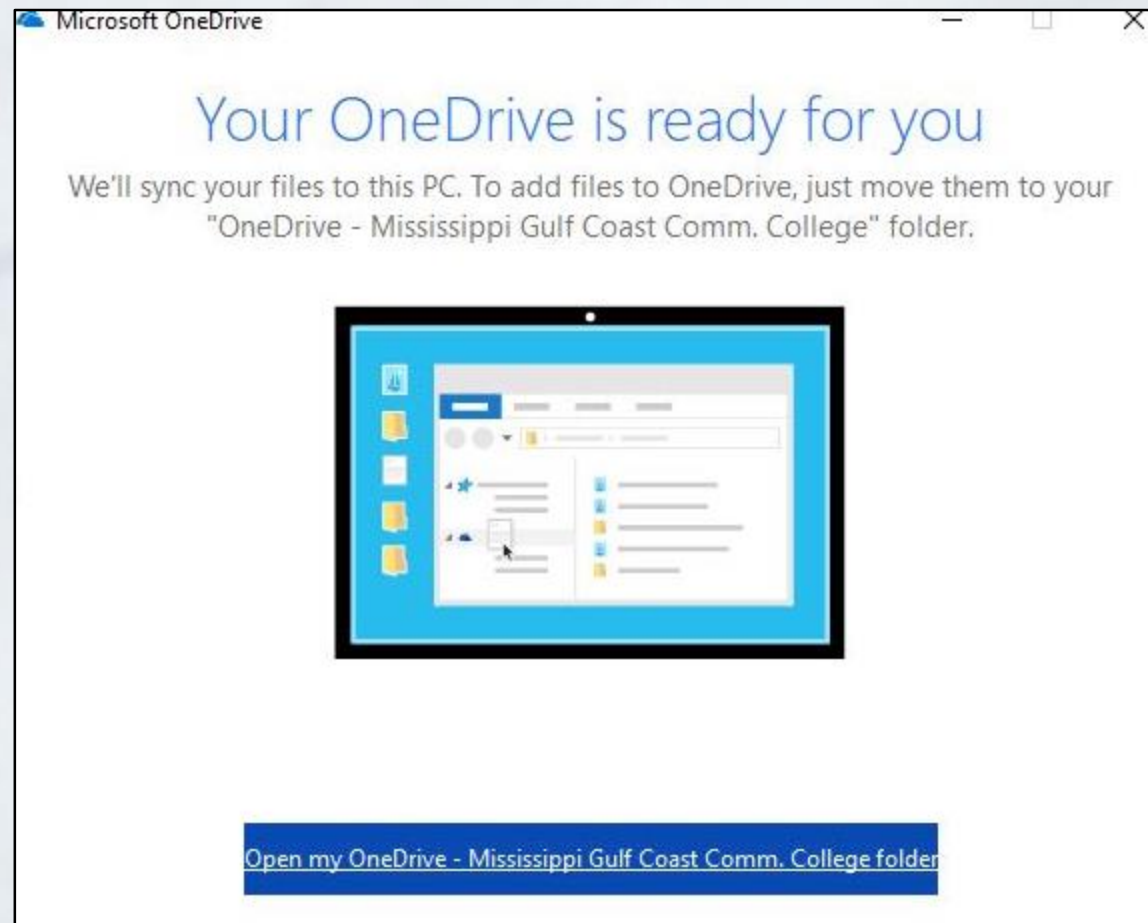 Microsoft OneDrive
Your OneDrive is ready for you
We'll sync your files to this PC. To add files to OneDrive, just move them to your
"OneDrive - Mississippi Gulf Coast Comm. College" folder.
Open my OneDrive - Mississippi Gulf Coast Comm. College folder